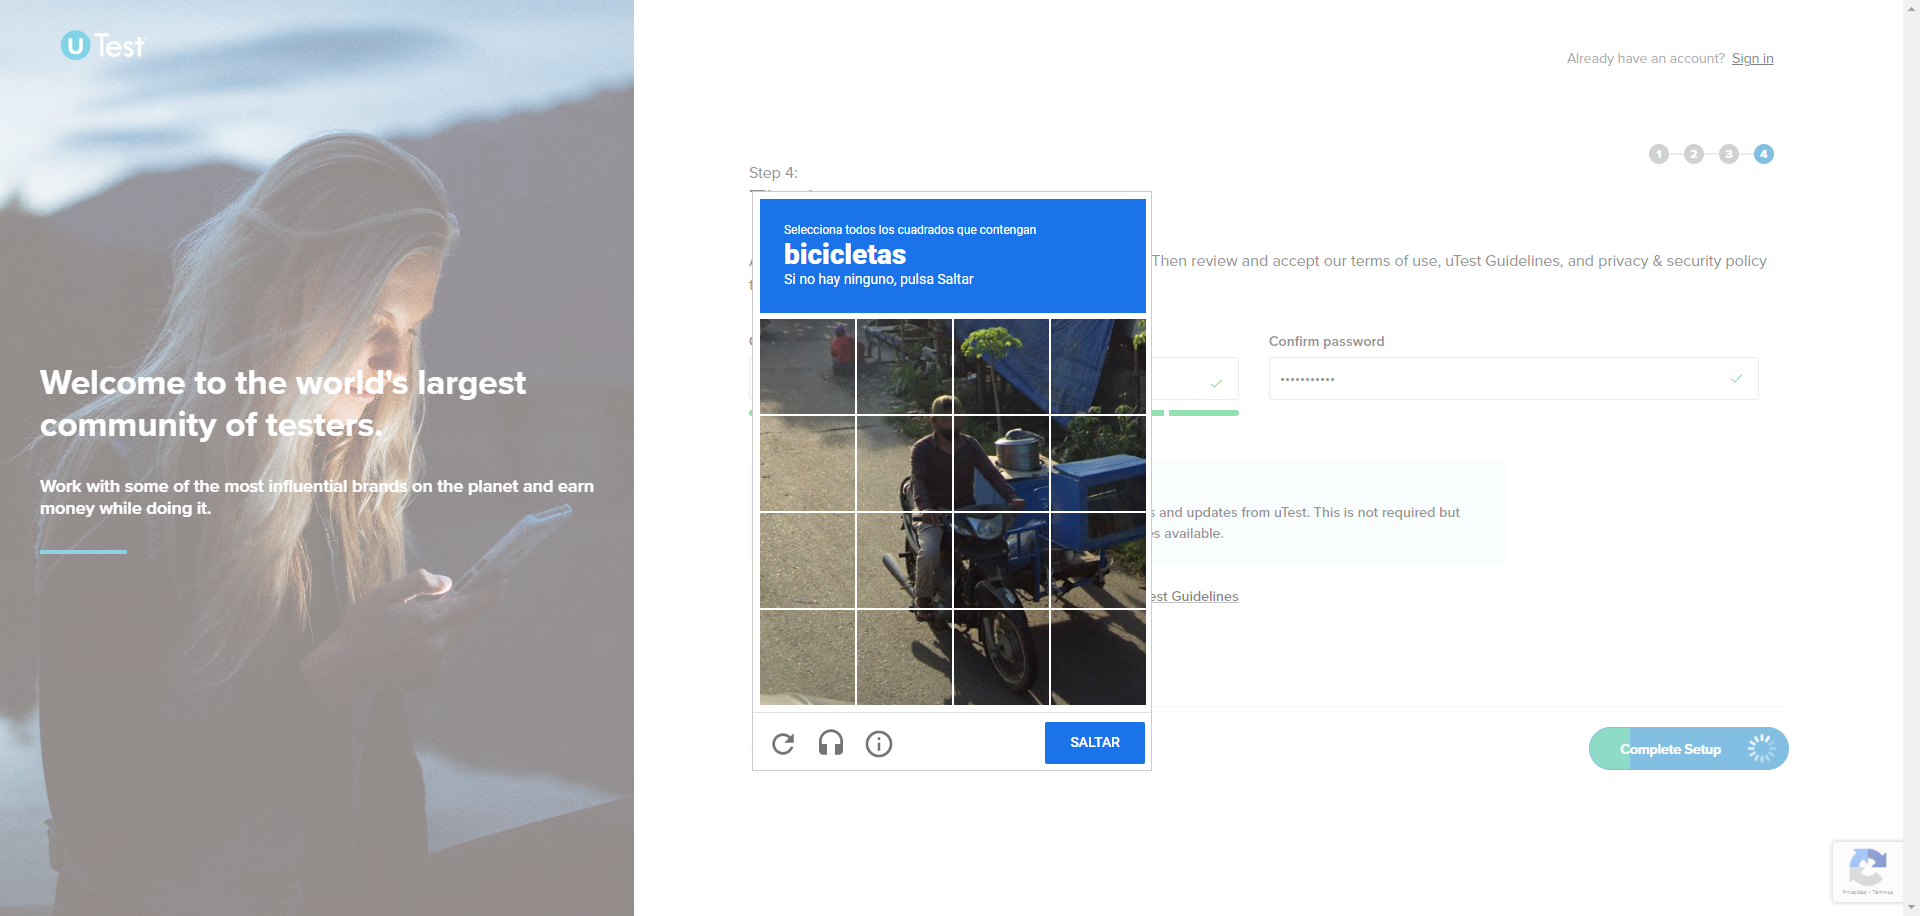 U Test
Already have an account? Sign in
1 2 3 4
Step 4:
Selecciona todos los cuadrados que contengan
bicicletas
Si no hay ninguno, pulsa Saltar
Then review and accept our terms of use, uTest Guidelines, and privacy & security policy
Confirm password
Welcome to the world's largest
community of testers.
Work with some of the most influential brands on the planet and earn
money while doing it.
and updates from uTest. This is not required but
available.
Guidelines
SALTAR
Complete Setup
Privacidad - Términos